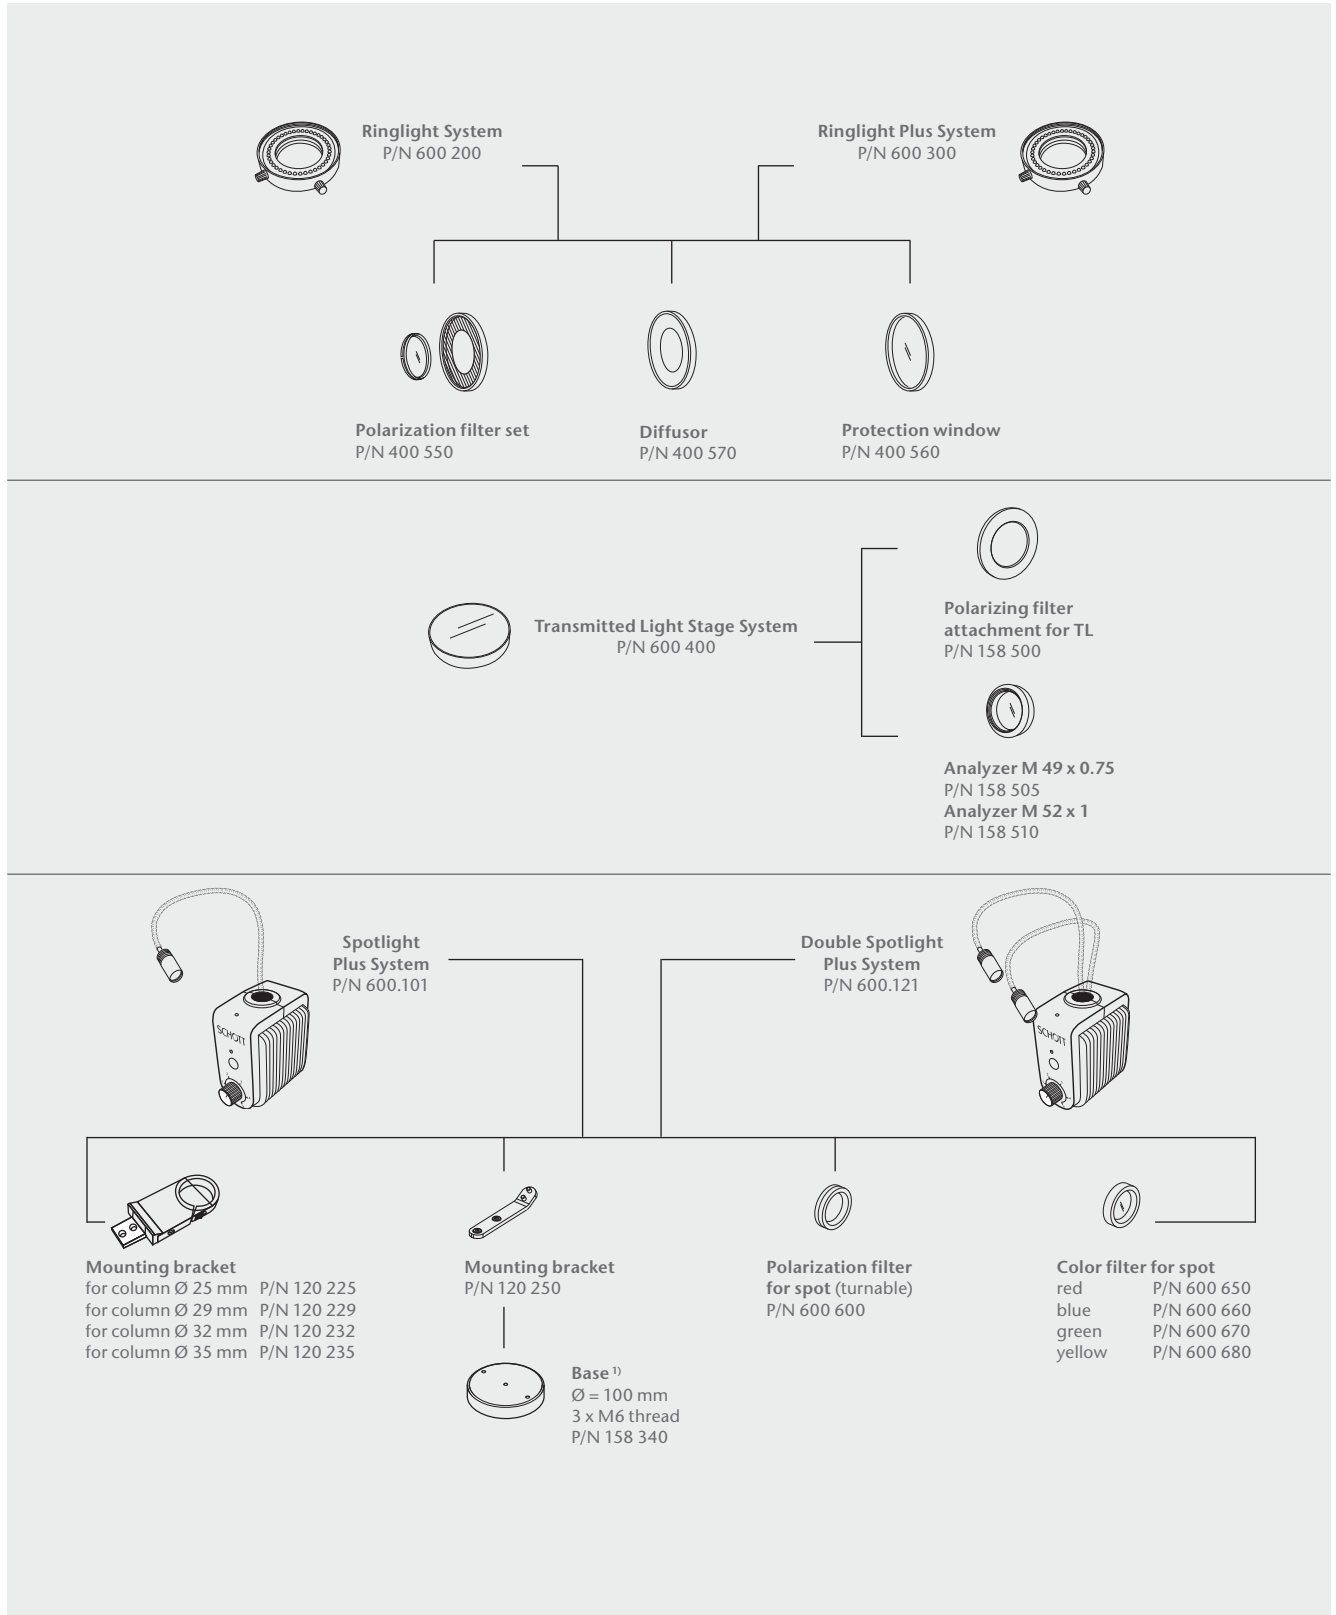 Ringlight System
P/N 600 200
Ringlight Plus System
P/N 600 300
Polarization filter set
P/N 400 550
Diffusor
P/N 400 570
Protection window
P/N 400 560
Transmitted Light Stage System
P/N 600 400
Polarizing filter
attachment for TL
P/N 158 500
Analyzer M 49 x 0.75
P/N 158 505
Analyzer M 52 x 1
P/N 158 510
Spotlight
Plus System
P/N 600.101
SCHOTT
Double Spotlight
Plus System
P/N 600.121
SCHOTT
Mounting bracket
for column Ø 25 mm P/N 120 225
for column Ø 29 mm P/N 120 229
for column Ø 32 mm P/N 120 232
for column Ø 35 mm P/N 120 235
Mounting bracket
P/N 120 250
Base 1)
Ø = 100 mm
3 x M6 thread
P/N 158 340
Polarization filter
for spot (turnable)
P/N 600 600
Color filter for spot
red P/N 600 650
blue P/N 600 660
green P/N 600 670
yellow P/N 600 680